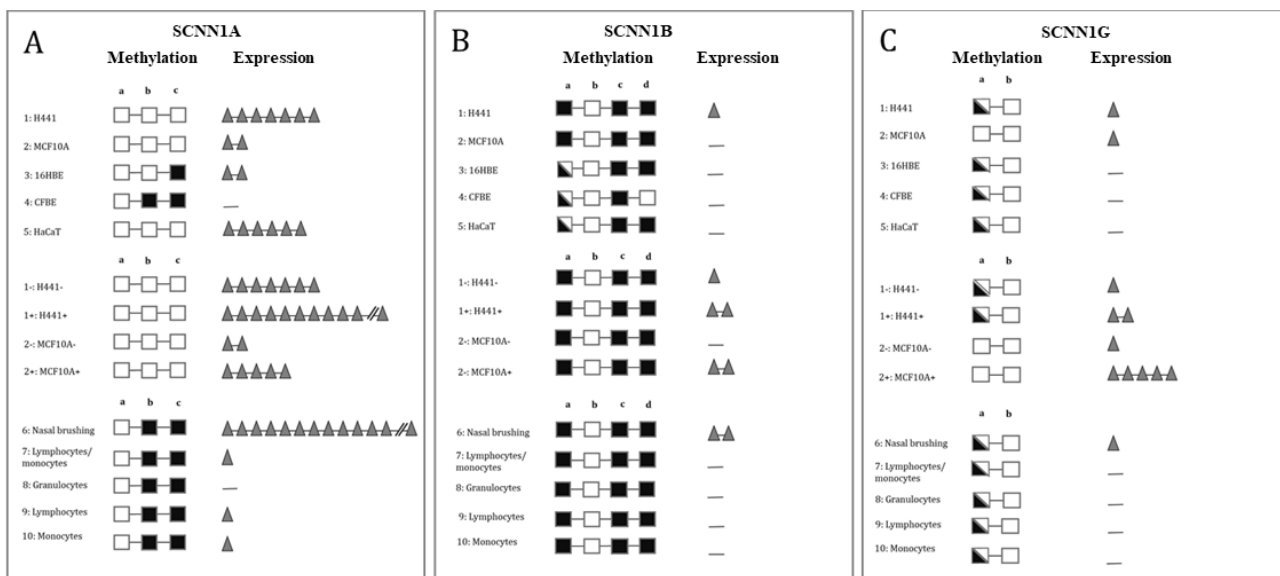 A
SCNN1A
Methylation Expression
a b c
1: H441
2: MCF10A
3: 16HBE
4: CFBE
5: HaCaT
1-: H441-
1+: H441+
2-: MCF10A-
2+: MCF10A+
a b c
6: Nasal brushing
7: Lymphocytes/
monocytes
8: Granulocytes
9: Lymphocytes
10: Monocytes
B
SCNN1B
Methylation Expression
a b c d
1: H441
2: MCF10A
3: 16HBE
4: CFBE
5: HaCaT
a b c d
1-: H441-
1+: H441+
2-: MCF10A-
2-: MCF10A+
a b c d
6: Nasal brushing
7: Lymphocytes/
monocytes
8: Granulocytes
9: Lymphocytes
10: Monocytes
C
SCNN1G
Methylation Expression
a b
1: H441
2: MCF10A
3: 16HBE
4: CFBE
5: HaCaT
a b
1-: H441-
1+: H441+
2-: MCF10A-
2+: MCF10A+
a b
6: Nasal brushing
7: Lymphocytes/
monocytes
8: Granulocytes
9: Lymphocytes
10: Monocytes